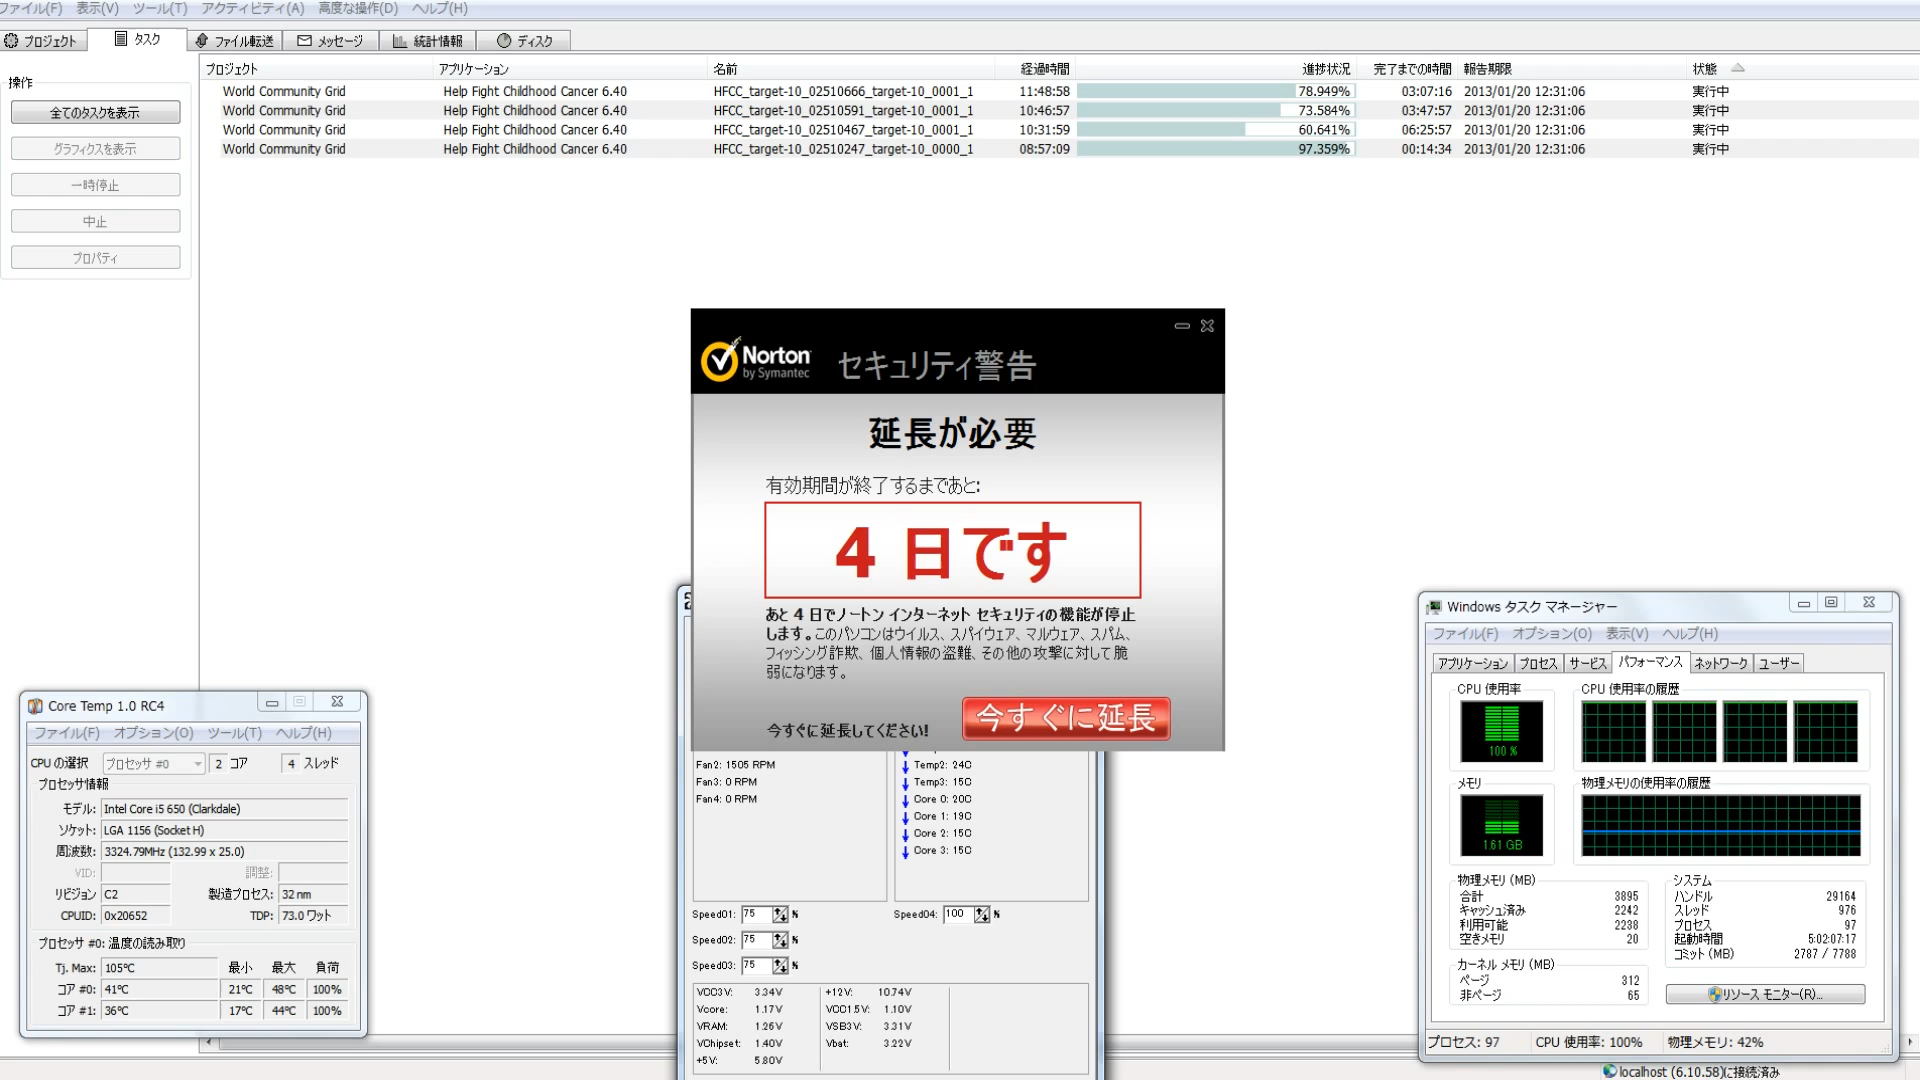 ファイル(F) 表示(V) ツール(T) アクティビティ(A) 高度な操作(D) ヘルプ(H)
プロジェクト タスク ファイル転送 メッセージ 統計情報 ディスク
操作
全てのタスクを表示
グラフィクスを表示
一時停止
中止
プロパティ
プロジェクト アプリケーション 名前 経過時間 進捗状況 完了までの時間 報告期限 状態
World Community Grid Help Fight Childhood Cancer 6.40 HFCC_target-10_02510666_target-10_0001_1 11:48:58 78.949% 03:07:16 2013/01/20 12:31:06 実行中
World Community Grid Help Fight Childhood Cancer 6.40 HFCC_target-10_02510591_target-10_0001_1 10:46:57 73.584% 03:47:57 2013/01/20 12:31:06 実行中
World Community Grid Help Fight Childhood Cancer 6.40 HFCC_target-10_02510467_target-10_0001_1 10:31:59 60.641% 06:25:57 2013/01/20 12:31:06 実行中
World Community Grid Help Fight Childhood Cancer 6.40 HFCC_target-10_02510247_target-10_0000_1 08:57:09 97.359% 00:14:34 2013/01/20 12:31:06 実行中
Norton by Symantec セキュリティ警告
延長が必要
有効期間が終了するまであと:
4 日です
あと 4 日でノートン インターネット セキュリティの機能が停止
します。このパソコンはウイルス、スパイウェア、マルウェア、スパム、
フィッシング詐欺、個人情報の盗難、その他の攻撃に対して脆
弱になります。
今すぐに延長してください!
今すぐに延長
Core Temp 1.0 RC4
ファイル(F) オプション(O) ツール(T) ヘルプ(H)
CPU の選択 プロセッサ #0 2 コア 4 スレッド
プロセッサ情報
モデル: Intel Core i5 650 (Clarkdale)
ソケット: LGA 1156 (Socket H)
周波数: 3324.79MHz (132.99 x 25.0)
VID: 調整:
リビジョン C2 製造プロセス: 32 nm
CPUID: 0x20652 TDP: 73.0 ワット
プロセッサ #0: 温度の読み取り
Tj. Max: 105℃ 最小 最大 負荷
コア #0: 41℃ 21℃ 48℃ 100%
コア #1: 36℃ 17℃ 44℃ 100%
Fan2: 1505 RPM
Fan3: 0 RPM
Fan4: 0 RPM
Temp2: 24C
Temp3: 15C
Core 0: 20C
Core 1: 19C
Core 2: 15C
Core 3: 15C
Speed01: 75 % Speed04: 100 %
Speed02: 75 %
Speed03: 75 %
VCC3V: 3.34V +12V: 10.74V
Vcore: 1.17V VCC1.5V: 1.10V
VRAM: 1.26V VSB3V: 3.31V
VChipset: 1.40V Vbat: 3.22V
+5V: 5.80V
Windows タスク マネージャー
ファイル(F) オプション(O) 表示(V) ヘルプ(H)
アプリケーション プロセス サービス パフォーマンス ネットワーク ユーザー
CPU 使用率 CPU 使用率の履歴
100 %
メモリ 物理メモリの使用率の履歴
1.61 GB
物理メモリ (MB)
合計 3895
キャッシュ済み 2242
利用可能 2238
空きメモリ 20
カーネル メモリ (MB)
ページ 312
非ページ 65
システム
ハンドル 29164
スレッド 976
プロセス 97
起動時間 5:02:07:17
コミット (MB) 2787 / 7788
リソース モニター(R)...
プロセス: 97 CPU 使用率: 100% 物理メモリ: 42%
localhost (6.10.58)に接続済み